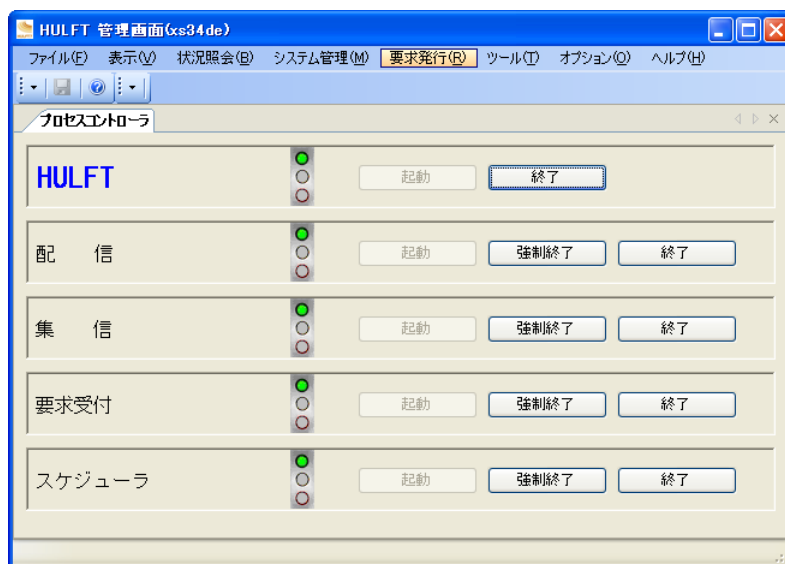 HULFT 管理画面(xs34de)
ファイル(F) 表示(V) 状況照会(B) システム管理(M) 要求発行(R) ツール(T) オプション(O) ヘルプ(H)
プロセスコントローラ
HULFT 起動 終了
配 信 起動 強制終了 終了
集 信 起動 強制終了 終了
要求受付 起動 強制終了 終了
スケジューラ 起動 強制終了 終了